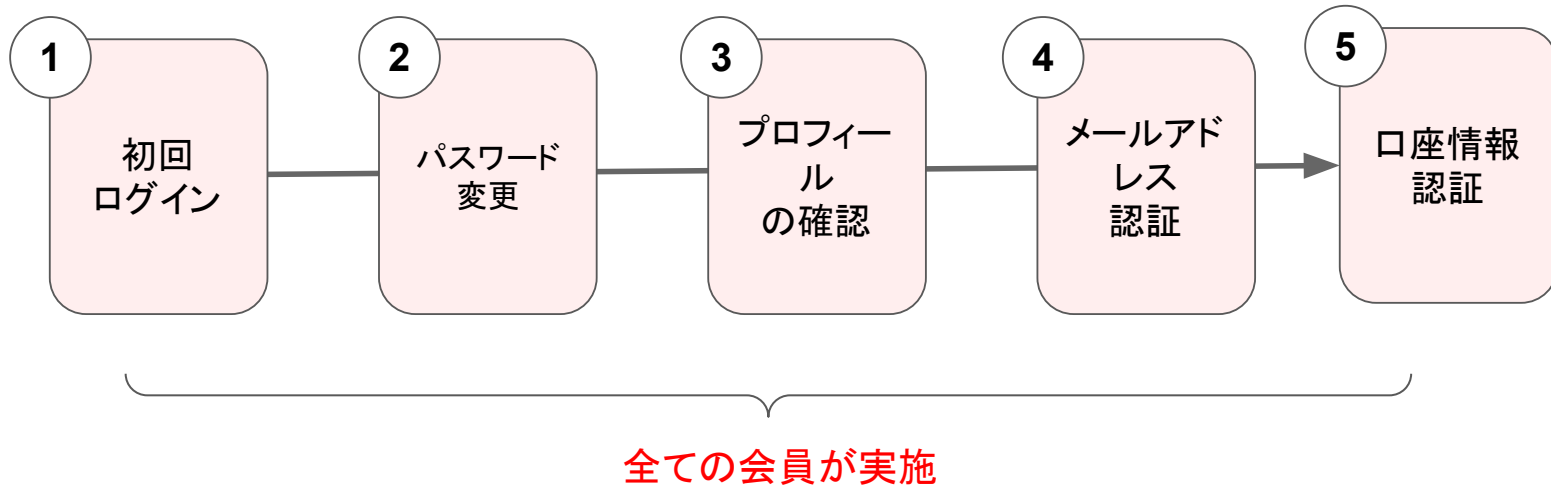 1
初回
ログイン
2
パスワード
変更
3
プロフィー
ル
の確認
4
メールアド
レス
認証
5
口座情報
認証
全ての会員が実施